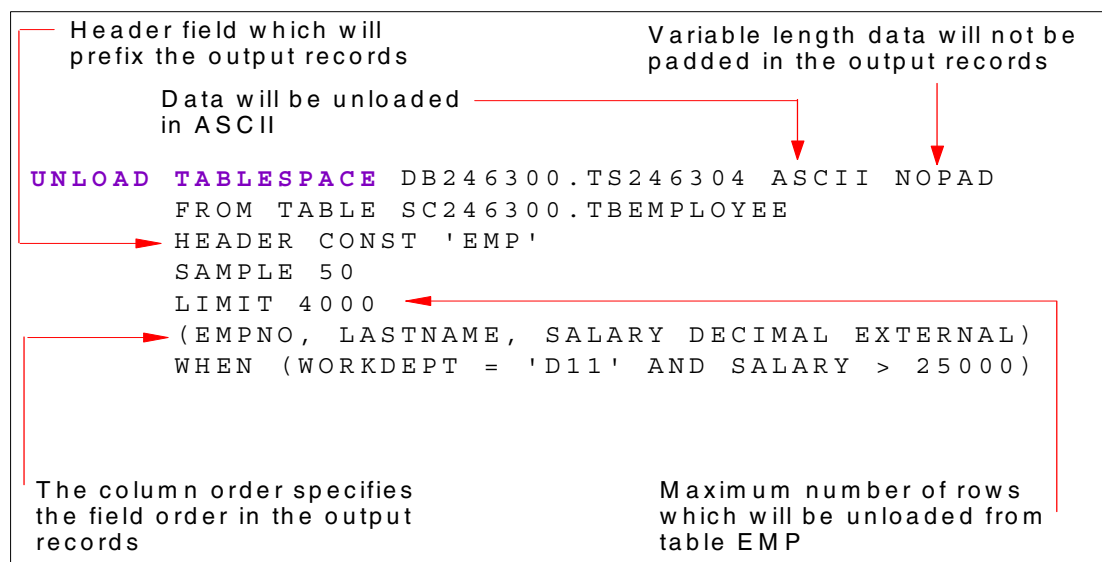 Header field which will
prefix the output records
Variable length data will not be
padded in the output records
Data will be unloaded
in ASCII
UNLOAD TABLESPACE DB246300.TS246304 ASCII NOPAD
FROM TABLE SC246300.TBEMPLOYEE
HEADER CONST 'EMP'
SAMPLE 50
LIMIT 4000
(EMPNO, LASTNAME, SALARY DECIMAL EXTERNAL)
WHEN (WORKDEPT = 'D11' AND SALARY > 25000)
The column order specifies
the field order in the output
records
Maximum number of rows
which will be unloaded from
table EMP